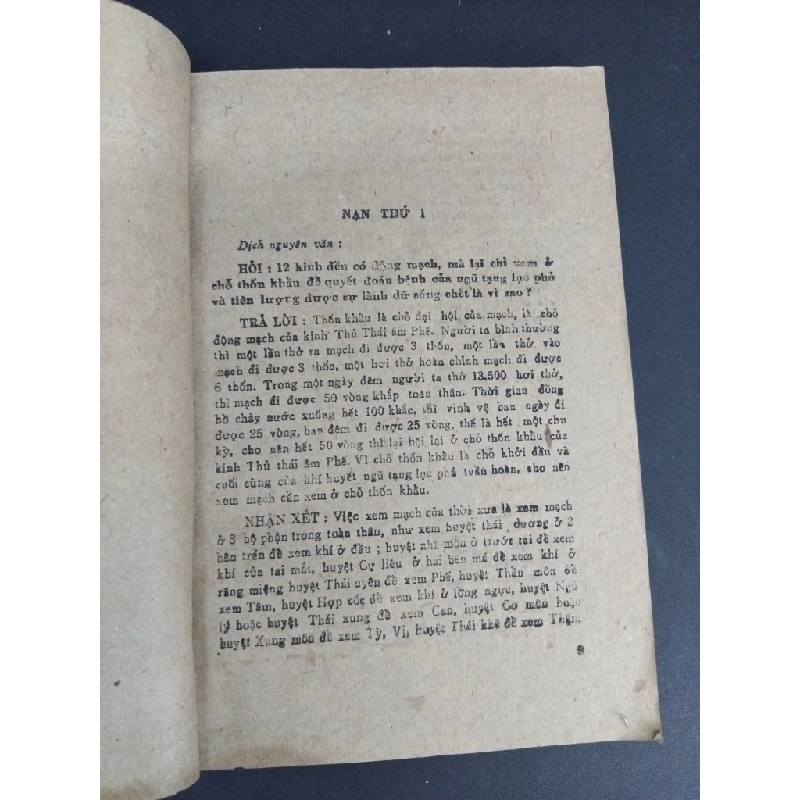 NẠN THỨ 1
Dịch nguyên văn :
HỎI : 12 kinh đều có động mạch, mà lại chỉ xem ở
chỗ thốn khẩu để quyết đoán bệnh của ngũ tạng lục phủ
và tiên lượng được sự lành dữ sống chết là vì sao ?
TRẢ LỜI : Thốn khẩu là chỗ đại hội của mạch, là chỗ
động mạch của kinh Thủ Thái âm Phế. Người ta bình thường
thì một lần thở ra mạch đi được 3 thốn, một lần thở vào
mạch đi được 3 thốn, một hơi thở hoàn chỉnh mạch đi được
6 thốn. Trong một ngày đêm người ta thở 13.500 hơi thở,
thì mạch đi được 50 vòng khắp toàn thân. Thời gian đồng
hồ chảy nước xuống hết 100 khắc, thì vinh vệ ban ngày đi
được 25 vòng, ban đêm đi được 25 vòng, thế là hết một chu
kỳ, cho nên hết 50 vòng thì lại hội lại ở chỗ thốn khẩu của
kinh Thủ thái âm Phế. Vì chỗ thốn khẩu là chỗ khởi đầu và
cuối cùng của khí huyết ngũ tạng lục phủ tuần hoàn, cho nên
xem mạch cần xem ở chỗ thốn khẩu.
NHẬN XÉT : Việc xem mạch của thời xưa là xem mạch
ở 3 bộ phận trong toàn thân, như xem huyệt thái dương ở 2
bên trên để xem khí ở đầu ; huyệt nhĩ môn ở trước tai để xem
khí của tai mắt, huyệt Cự liêu ở hai bên má để xem khí ở
răng miệng huyệt Thái uyên để xem Phế, huyệt Thần môn để
xem Tâm, huyệt Hợp cốc để xem khí ở lồng ngực, huyệt Ngũ
lý hoặc huyệt Thái xung để xem Can, huyệt Cơ môn hoặc
huyệt Xung môn để xem Tỳ, Vị, huyệt Thái khê để xem Thận,
9